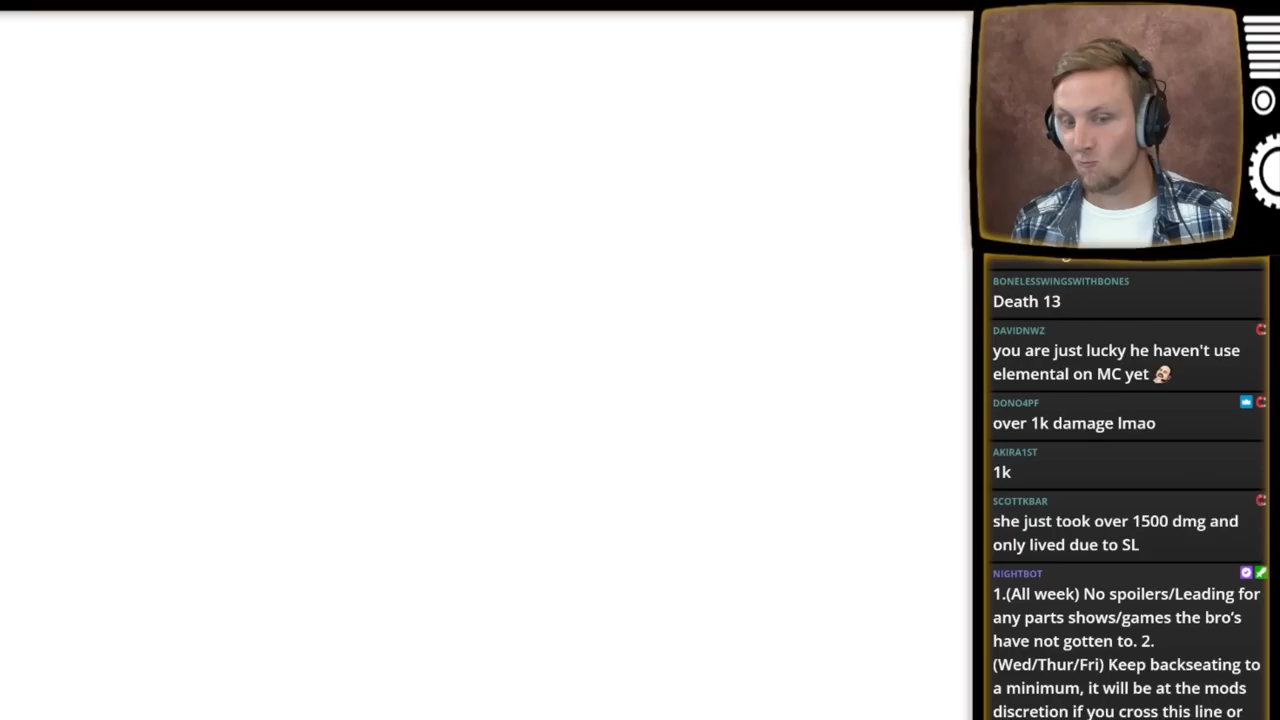 BONELESSWINGSWITHBONES
Death 13
DAVIDNWZ
you are just lucky he haven't use
elemental on MC yet
DONO4PF
over 1k damage lmao
AKIRA1ST
1k
SCOTTKBAR
she just took over 1500 dmg and
only lived due to SL
NIGHTBOT
1.(All week) No spoilers/Leading for
any parts shows/games the bro's
have not gotten to. 2.
(Wed/Thur/Fri) Keep backseating to
a minimum, it will be at the mods
discretion if you cross this line or